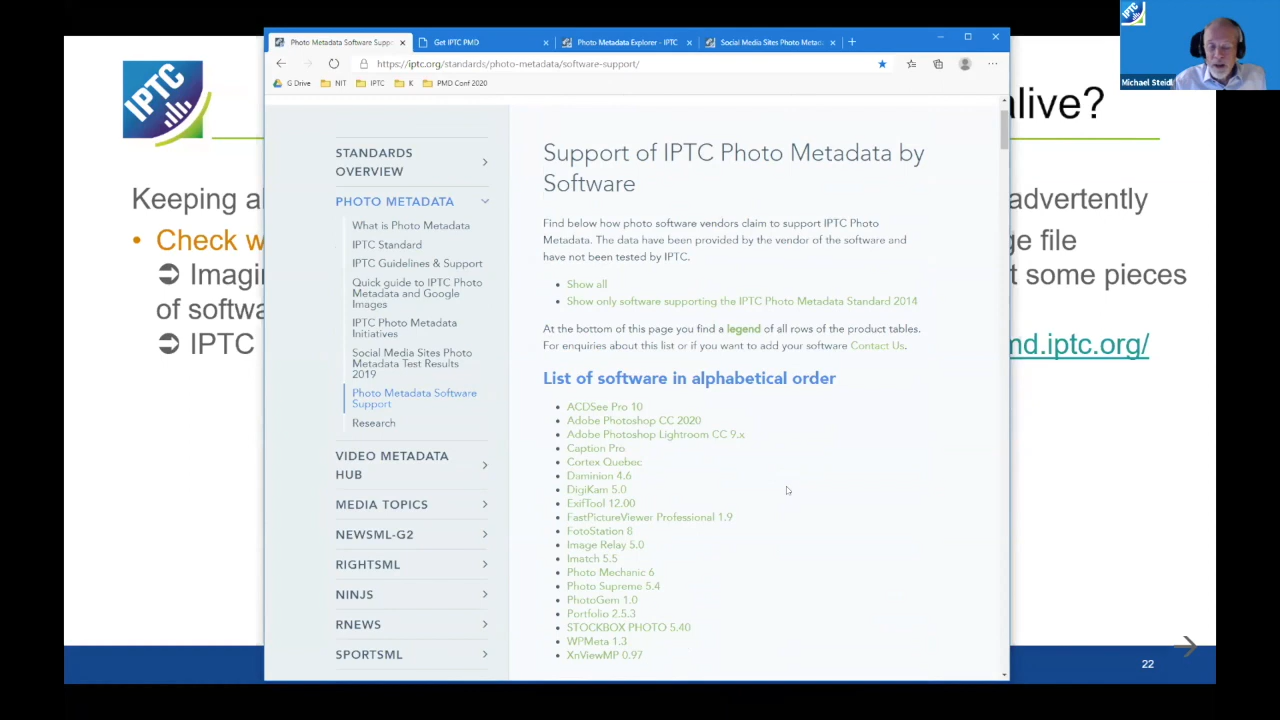 Photo Metadata Software Supp
Get IPTC PMD
Photo Metadata Explorer - IPTC
Social Media Sites Photo Metada
https://iptc.org/standards/photo-metadata/software-support/
G Drive
NIT
IPTC
K
PMD Conf 2020
IPTC
Michael Steidl
alive?
Keeping a
advertently
• Check w
ge file
Imagi
t some pieces
of softwa
IPTC
md.iptc.org/
22
STANDARDS
OVERVIEW
PHOTO METADATA
What is Photo Metadata
IPTC Standard
IPTC Guidelines & Support
Quick guide to IPTC Photo
Metadata and Google
Images
IPTC Photo Metadata
Initiatives
Social Media Sites Photo
Metadata Test Results
2019
Photo Metadata Software
Support
Research
VIDEO METADATA
HUB
MEDIA TOPICS
NEWSML-G2
RIGHTSML
NINJS
RNEWS
SPORTSML
Support of IPTC Photo Metadata by
Software
Find below how photo software vendors claim to support IPTC Photo
Metadata. The data have been provided by the vendor of the software and
have not been tested by IPTC.
• Show all
• Show only software supporting the IPTC Photo Metadata Standard 2014
At the bottom of this page you find a legend of all rows of the product tables.
For enquiries about this list or if you want to add your software Contact Us.
List of software in alphabetical order
• ACDSee Pro 10
• Adobe Photoshop CC 2020
• Adobe Photoshop Lightroom CC 9.x
• Caption Pro
• Cortex Quebec
• Daminion 4.6
• DigiKam 5.0
• ExifTool 12.00
• FastPictureViewer Professional 1.9
• FotoStation 8
• Image Relay 5.0
• Imatch 5.5
• Photo Mechanic 6
• Photo Supreme 5.4
• PhotoGem 1.0
• Portfolio 2.5.3
• STOCKBOX PHOTO 5.40
• WPMeta 1.3
• XnViewMP 0.97